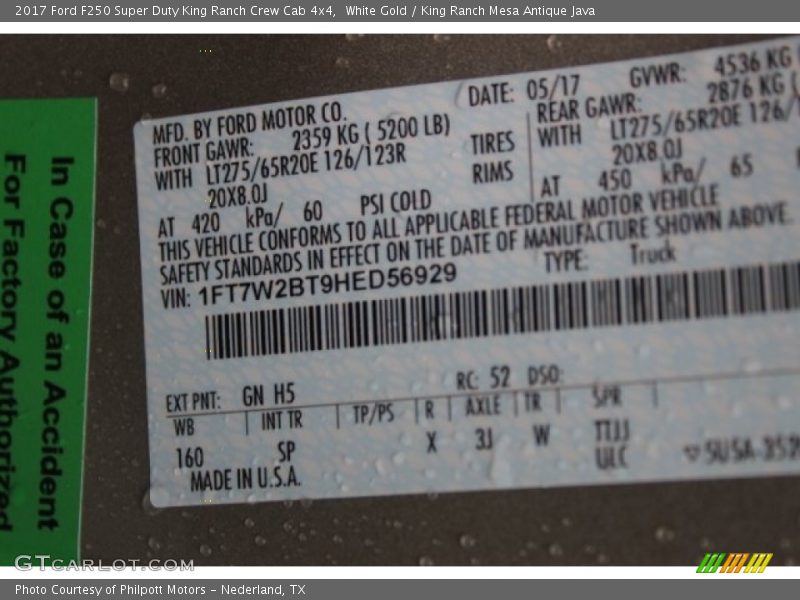 2017 Ford F250 Super Duty King Ranch Crew Cab 4x4,  White Gold / King Ranch Mesa Antique Java
In Case of an Accident
For Factory Authorized
MFD. BY FORD MOTOR CO.
DATE: 05/17
GVWR: 4536 KG
FRONT GAWR: 2359 KG ( 5200 LB)
REAR GAWR: 2876 KG (
WITH LT275/65R20E 126/123R TIRES
WITH LT275/65R20E 126/
20X8.0J RIMS
20X8.0J
AT 420 kPa/ 60 PSI COLD
AT 450 kPa/ 65
THIS VEHICLE CONFORMS TO ALL APPLICABLE FEDERAL MOTOR VEHICLE
SAFETY STANDARDS IN EFFECT ON THE DATE OF MANUFACTURE SHOWN ABOVE.
VIN: 1FT7W2BT9HED56929
TYPE: Truck
EXT PNT: GN H5 RC: 52 DSO:
WB INT TR TP/PS R AXLE TR SPR
160 SP X 3J W TTJJ
ULC
MADE IN U.S.A.
GTCARLOT.COM
Photo Courtesy of Philpott Motors - Nederland, TX